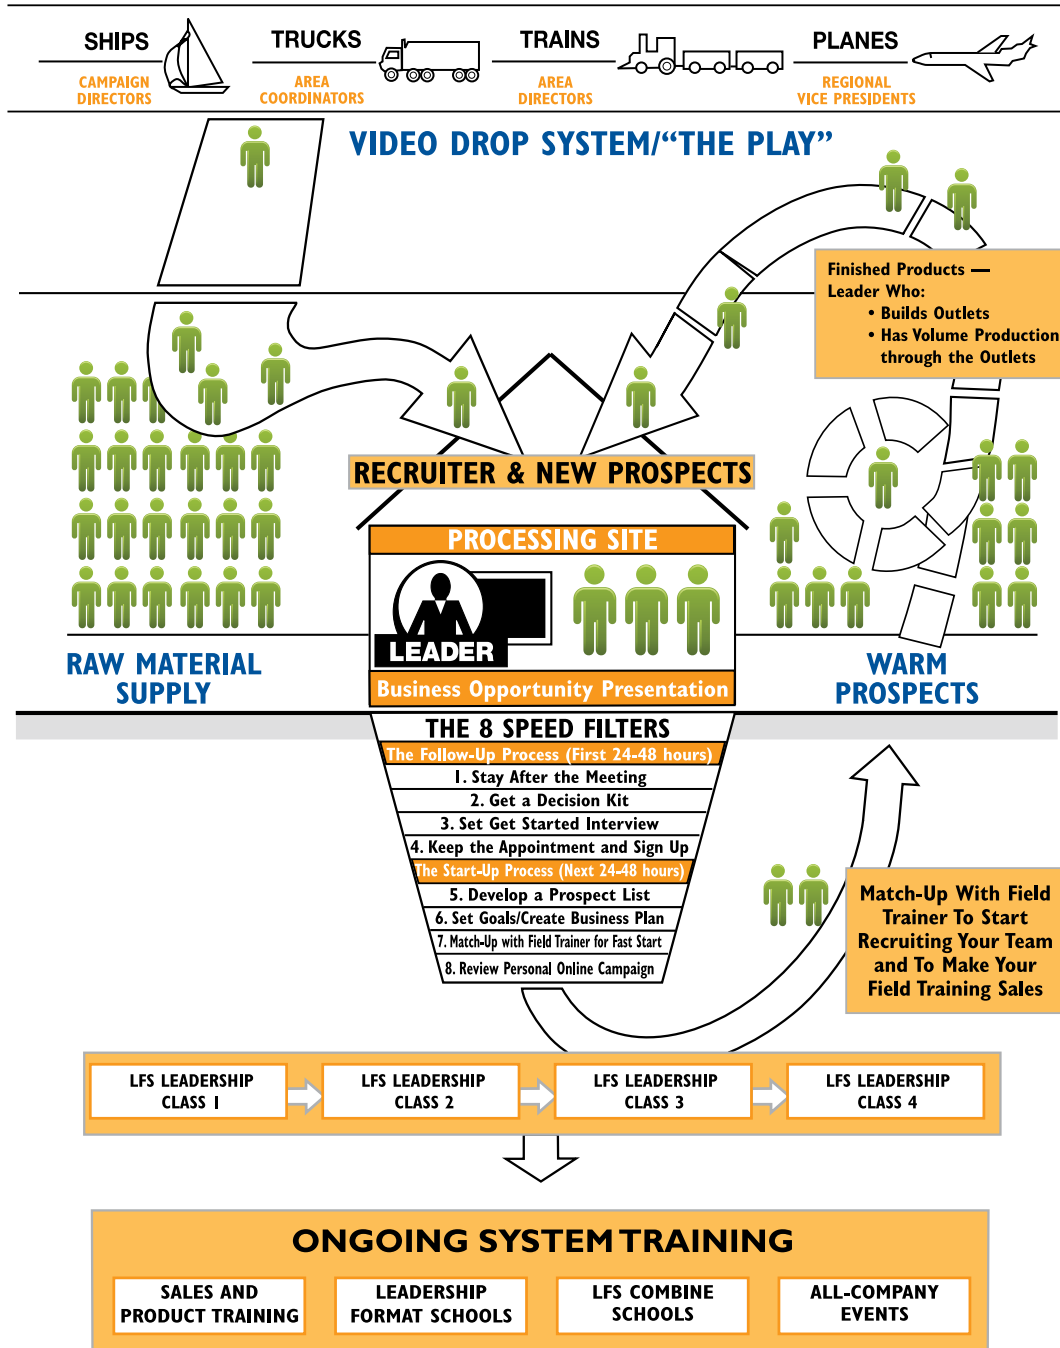 SHIPS
CAMPAIGN
DIRECTORS
TRUCKS
AREA
COORDINATORS
TRAINS
AREA
DIRECTORS
PLANES
REGIONAL
VICE PRESIDENTS
VIDEO DROP SYSTEM/“THE PLAY”
Finished Products —
Leader Who:
• Builds Outlets
• Has Volume Production
through the Outlets
RECRUITER & NEW PROSPECTS
PROCESSING SITE
LEADER
Business Opportunity Presentation
RAW MATERIAL
SUPPLY
WARM
PROSPECTS
THE 8 SPEED FILTERS
The Follow-Up Process (First 24-48 hours)
1. Stay After the Meeting
2. Get a Decision Kit
3. Set Get Started Interview
4. Keep the Appointment and Sign Up
The Start-Up Process (Next 24-48 hours)
5. Develop a Prospect List
6. Set Goals/Create Business Plan
7. Match-Up with Field Trainer for Fast Start
8. Review Personal Online Campaign
Match-Up With Field
Trainer To Start
Recruiting Your Team
and To Make Your
Field Training Sales
LFS LEADERSHIP
CLASS 1
LFS LEADERSHIP
CLASS 2
LFS LEADERSHIP
CLASS 3
LFS LEADERSHIP
CLASS 4
ONGOING SYSTEM TRAINING
SALES AND
PRODUCT TRAINING
LEADERSHIP
FORMAT SCHOOLS
LFS COMBINE
SCHOOLS
ALL-COMPANY
EVENTS